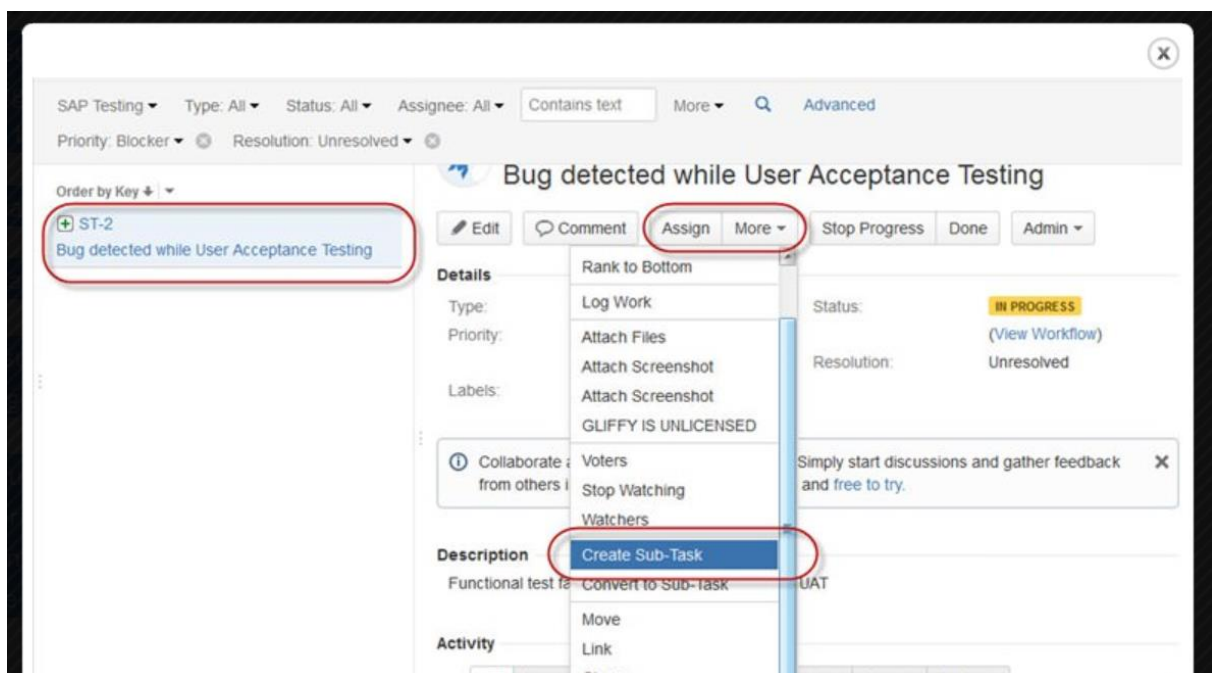 x
SAP Testing Type: All Status: All Assignee: All Contains text More Advanced
Priority: Blocker Resolution: Unresolved
Order by Key
ST-2
Bug detected while User Acceptance Testing
Bug detected while User Acceptance Testing
Edit Comment Assign More Stop Progress Done Admin
Details
Type:
Priority:
Labels:
Rank to Bottom
Log Work
Attach Files
Attach Screenshot
Attach Screenshot
GLIFFY IS UNLICENSED
Voters
Stop Watching
Watchers
Create Sub-Task
Convert to Sub-Task
Move
Link
Status: IN PROGRESS
(View Workflow)
Resolution: Unresolved
Collaborate Simply start discussions and gather feedback
from others and free to try.
Description
Functional test UAT
Activity